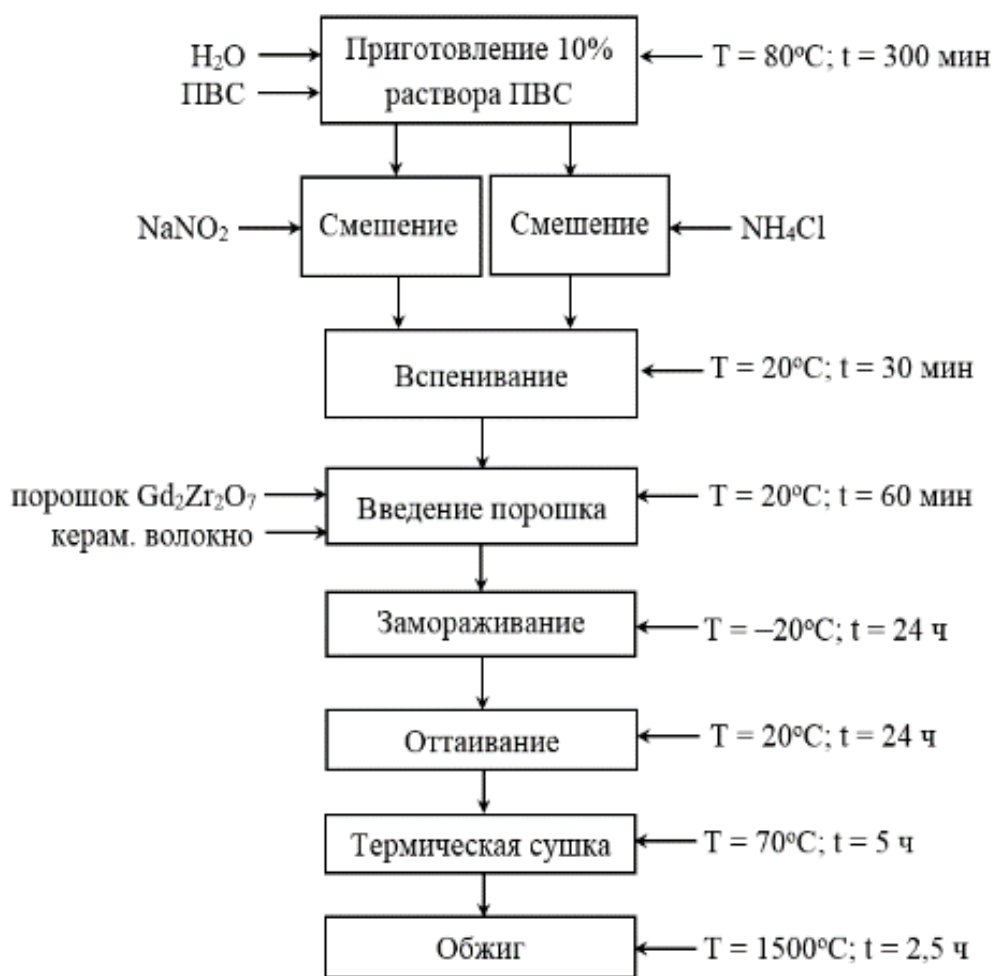 H₂O
ПВС
Приготовление 10%
раствора ПВС
T = 80°C; t = 300 мин
NaNO₂
Смешение
Смешение
NH₄Cl
Вспенивание
T = 20°C; t = 30 мин
порошок Gd₂Zr₂O₇
керам. волокно
Введение порошка
T = 20°C; t = 60 мин
Замораживание
T = –20°C; t = 24 ч
Оттаивание
T = 20°C; t = 24 ч
Термическая сушка
T = 70°C; t = 5 ч
Обжиг
T = 1500°C; t = 2,5 ч